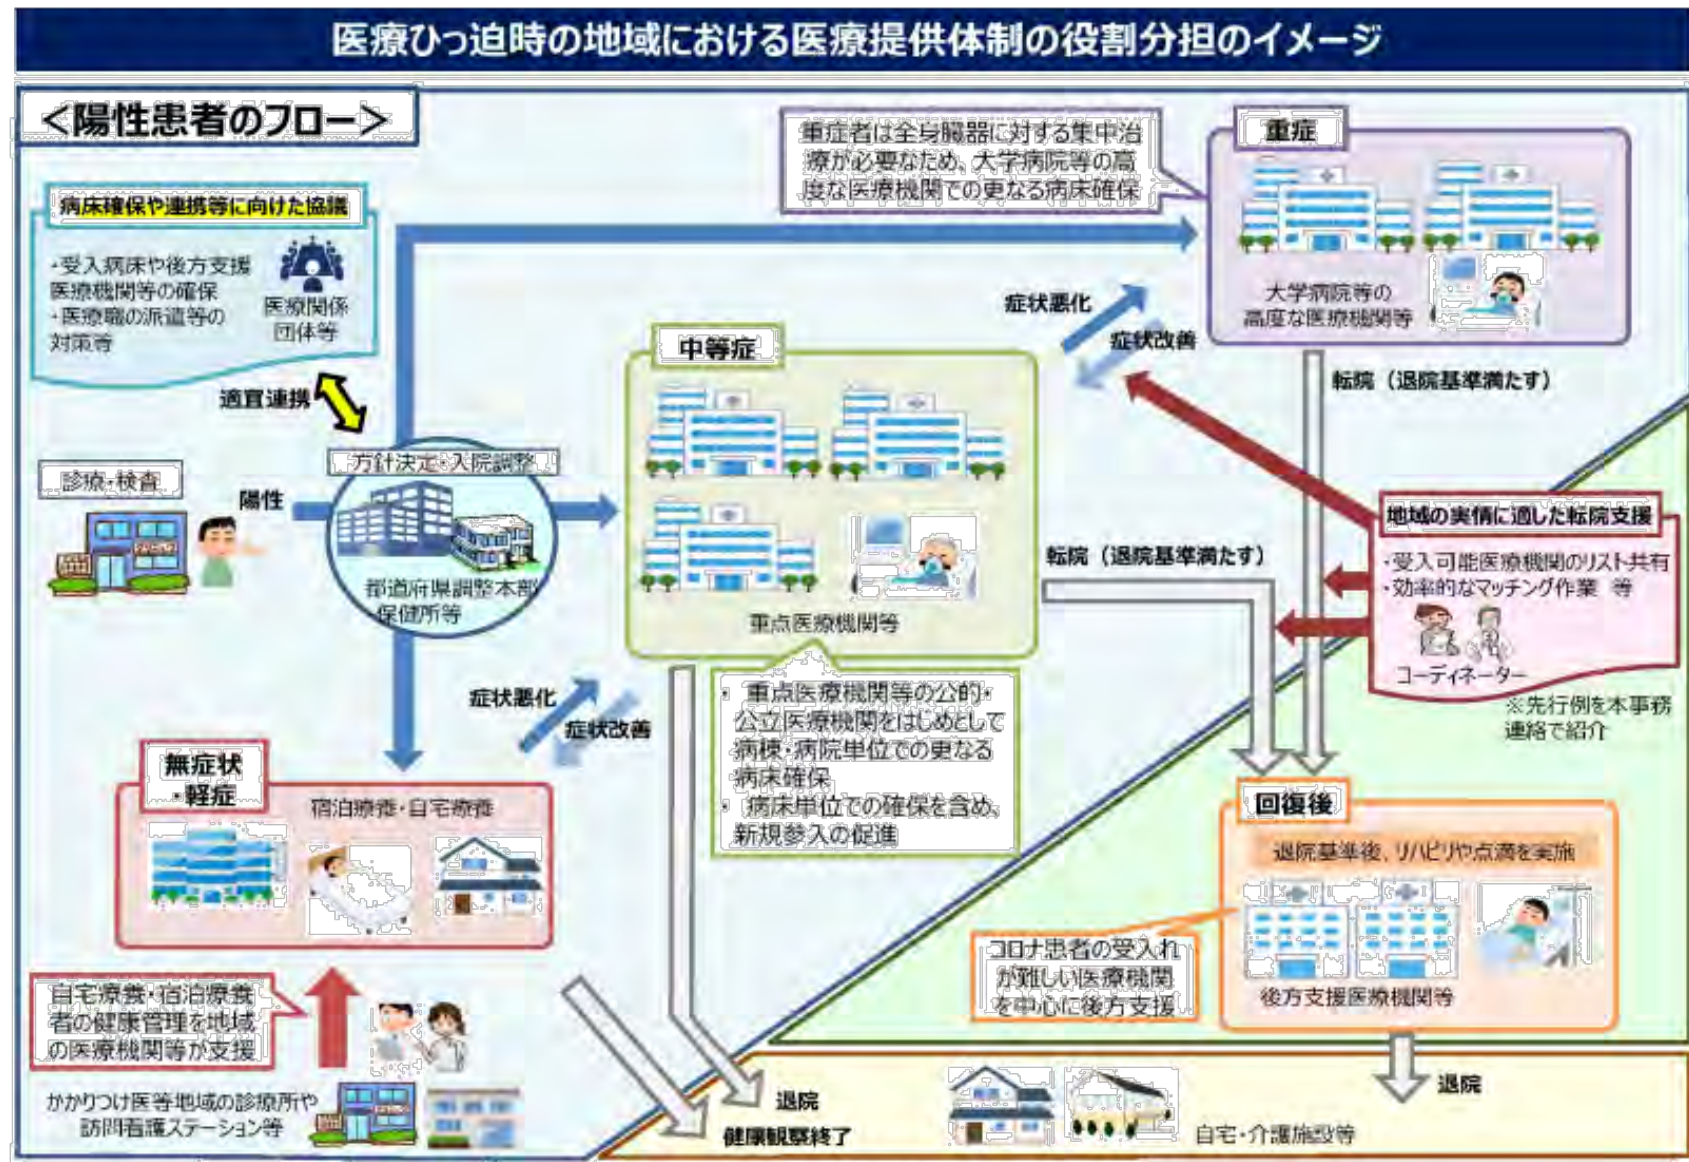 医療ひっ迫時の地域における医療提供体制の役割分担のイメージ
＜陽性患者のフロー＞
病床確保や連携等に向けた協議
・受入病床や後方支援
医療機関等の確保
・医療職の派遣等の
対策等
医療関係
団体等
適宜連携
診療・検査
陽性
方針決定・入院調整
都道府県調整本部
保健所等
重症者は全身臓器に対する集中治
療が必要なため、大学病院等の高
度な医療機関での更なる病床確保
重症
大学病院等の
高度な医療機関等
症状悪化
症状改善
転院（退院基準満たす）
中等症
重点医療機関等
転院（退院基準満たす）
・ 重点医療機関等の公的・
公立医療機関をはじめとして
病棟・病院単位での更なる
病床確保
・ 病床単位での確保を含め、
新規参入の促進
地域の実情に適した転院支援
・受入可能医療機関のリスト共有
・効率的なマッチング作業 等
コーディネーター
※先行例を本事務
連絡で紹介
症状悪化
症状改善
無症状
・軽症
宿泊療養・自宅療養
自宅療養・宿泊療養
者の健康管理を地域
の医療機関等が支援
かかりつけ医等地域の診療所や
訪問看護ステーション等
回復後
退院基準後、リハビリや点滴を実施
後方支援医療機関等
コロナ患者の受入れ
が難しい医療機関
を中心に後方支援
退院
退院
健康観察終了
自宅・介護施設等